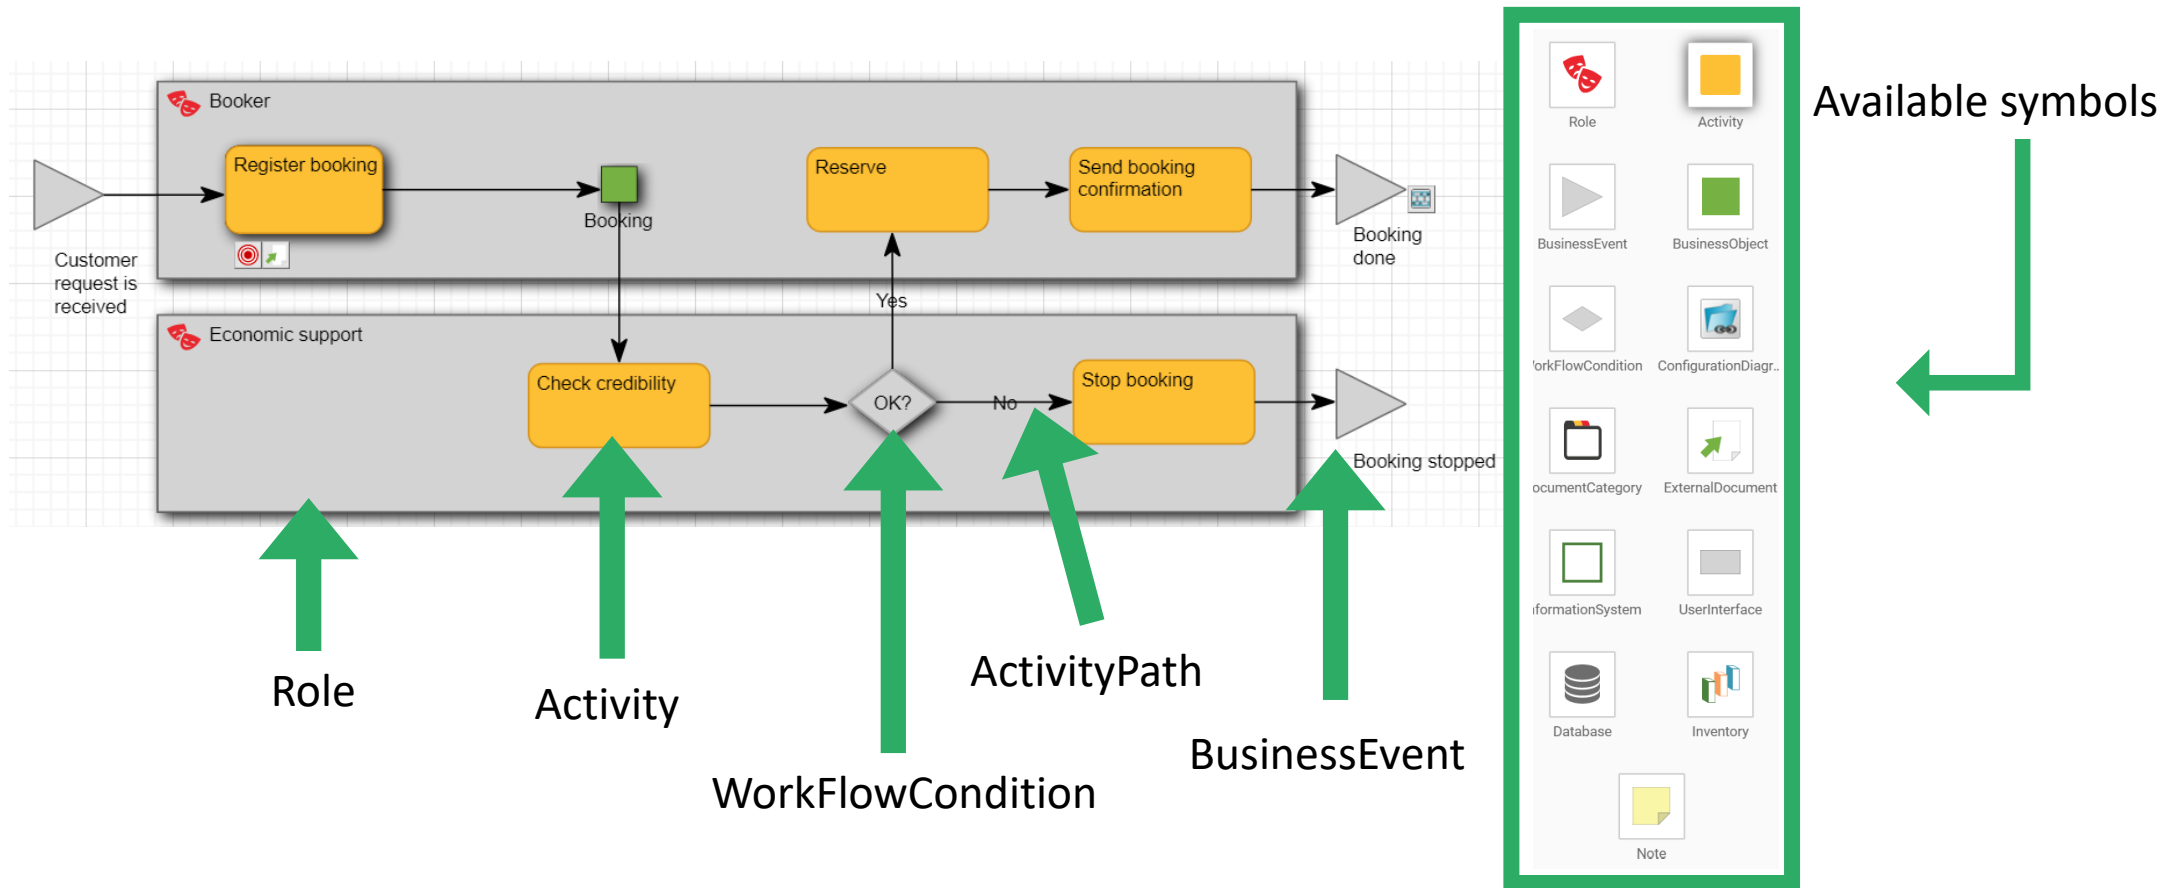 Booker
Register booking
Booking
Reserve
Send booking
confirmation
Booking
done
Customer
request is
received
Yes
Economic support
Check credibility
OK?
No
Stop booking
Booking stopped
Role
Activity
WorkFlowCondition
ActivityPath
BusinessEvent
Available symbols
Role
Activity
BusinessEvent
BusinessObject
orkFlowCondition
ConfigurationDiagr..
ocumentCategory
ExternalDocument
formationSystem
UserInterface
Database
Inventory
Note